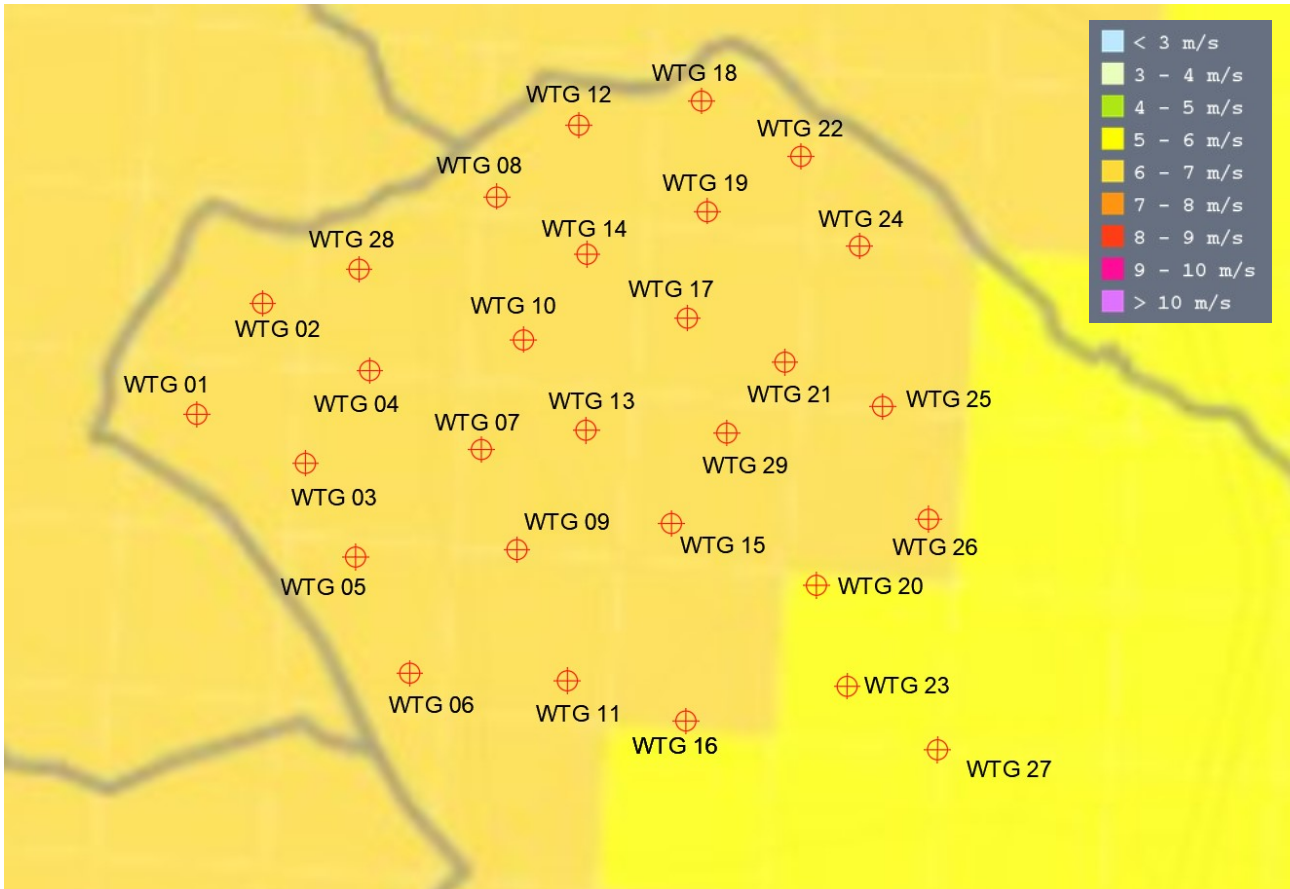 < 3 m/s
3 - 4 m/s
4 - 5 m/s
5 - 6 m/s
6 - 7 m/s
7 - 8 m/s
8 - 9 m/s
9 - 10 m/s
> 10 m/s
WTG 18
WTG 12
WTG 22
WTG 08
WTG 19
WTG 24
WTG 14
WTG 28
WTG 17
WTG 10
WTG 02
WTG 21
WTG 01
WTG 04
WTG 13
WTG 25
WTG 07
WTG 29
WTG 03
WTG 09
WTG 15
WTG 26
WTG 05
WTG 20
WTG 23
WTG 06
WTG 11
WTG 16
WTG 27